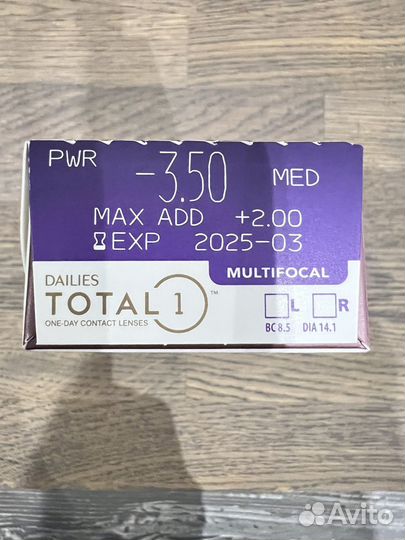 PWR -3.50 MED
MAX ADD +2.00
EXP 2025-03
MULTIFOCAL
DAILIES
TOTAL 1™
ONE-DAY CONTACT LENSES
L R
BC 8.5 DIA 14.1
Avito